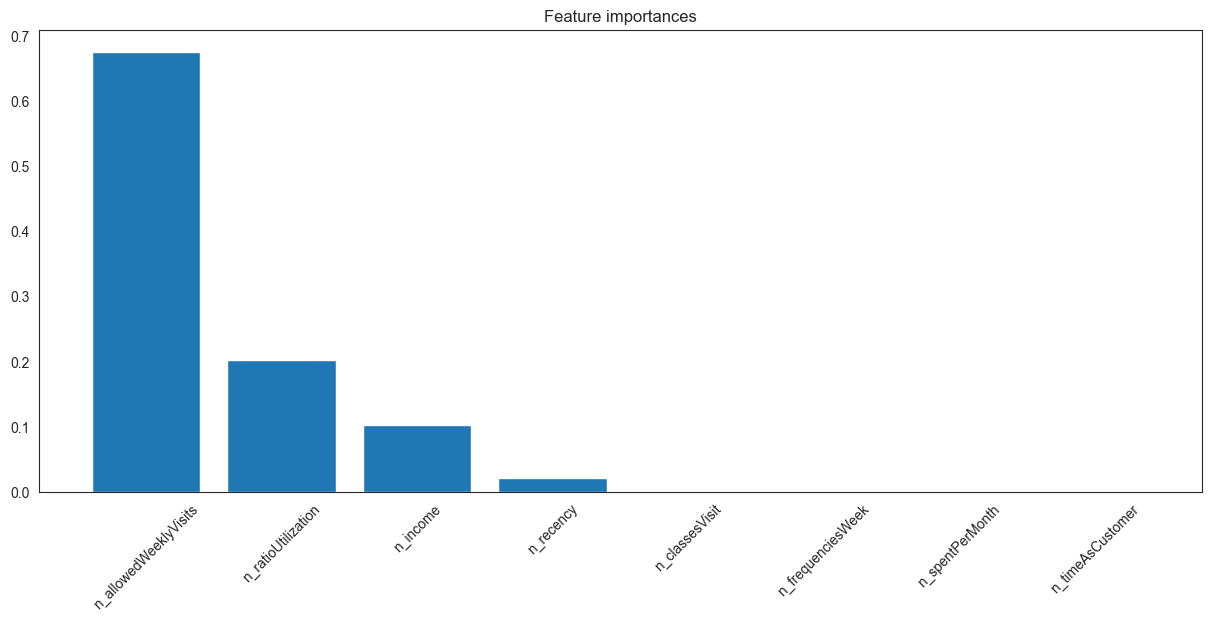 Feature importances
0.7
0.6
0.5
0.4
0.3
0.2
0.1
0.0
n_allowedWeeklyVisits
n_ratioUtilization
n_income
n_recency
n_classesVisit
n_frequenciesWeek
n_spentPerMonth
n_timeAsCustomer